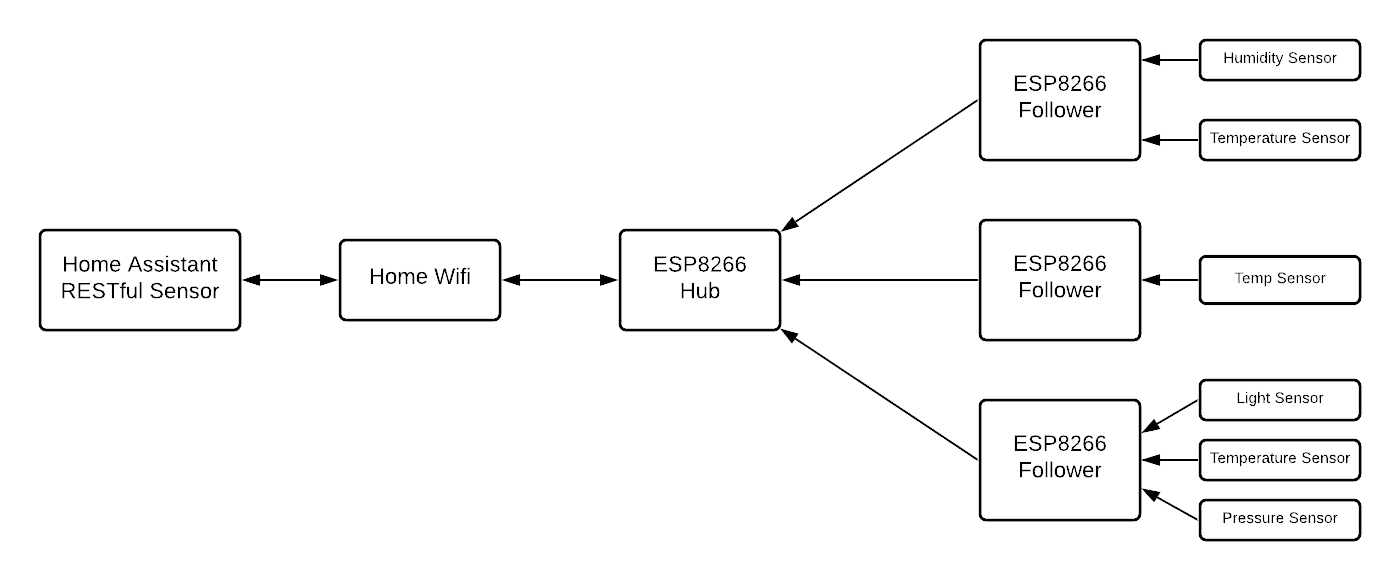 Home Assistant
RESTful Sensor
Home Wifi
ESP8266
Hub
ESP8266
Follower
Humidity Sensor
Temperature Sensor
ESP8266
Follower
Temp Sensor
ESP8266
Follower
Light Sensor
Temperature Sensor
Pressure Sensor